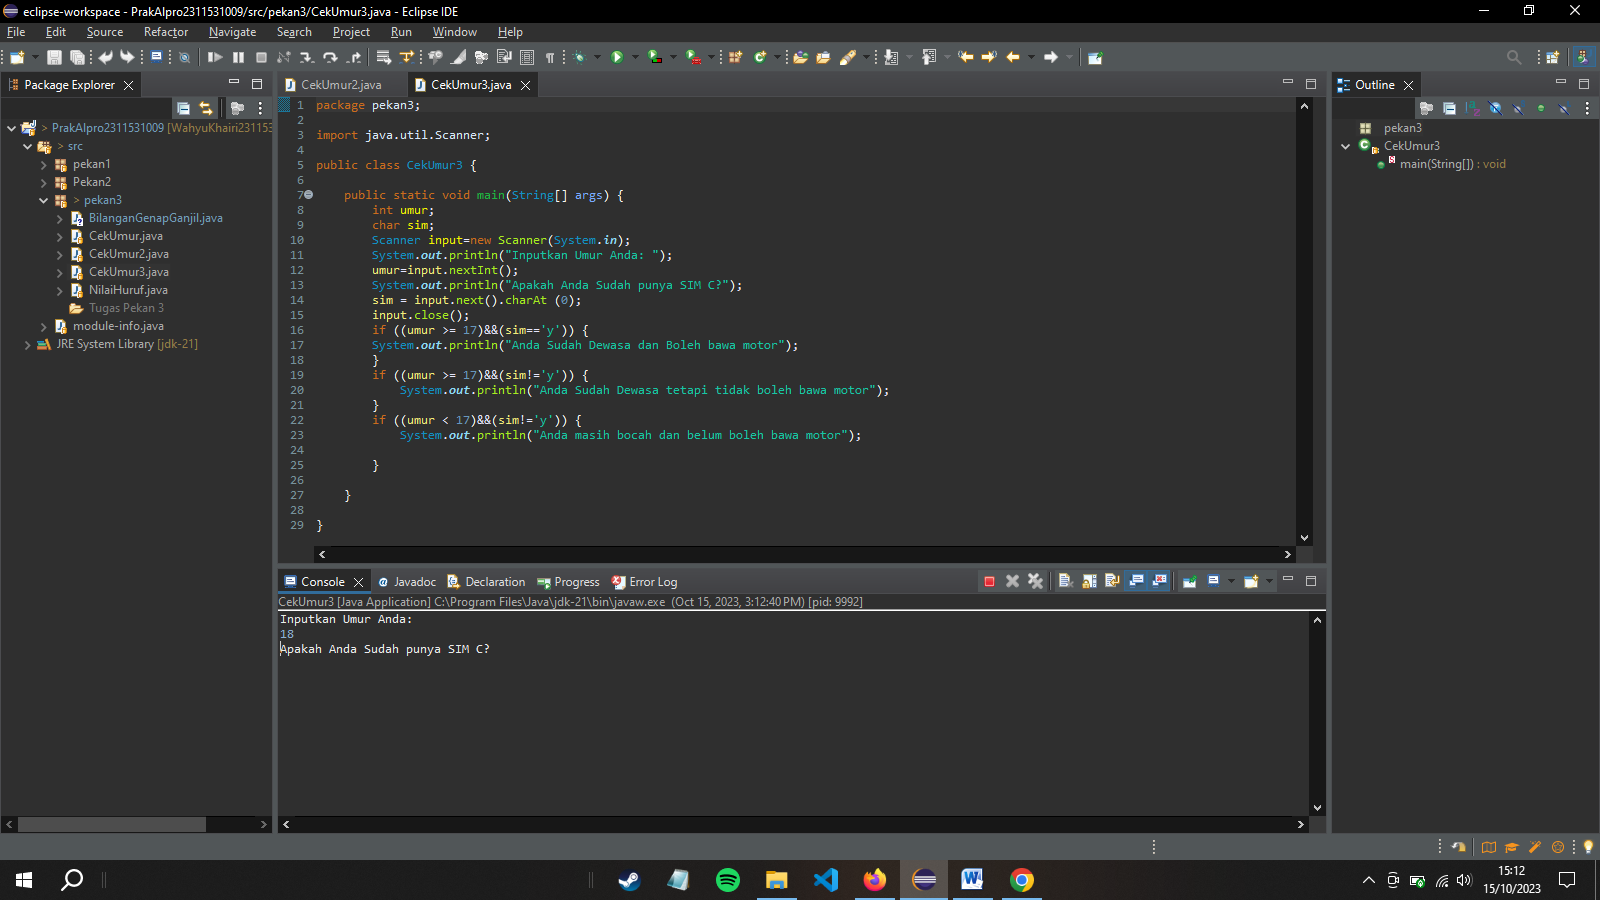 eclipse-workspace - PrakAlpro2311531009/src/pekan3/CekUmur3.java - Eclipse IDE
File Edit Source Refactor Navigate Search Project Run Window Help
Package Explorer
> PrakAlpro2311531009 [WahyuKhairi231153
> src
pekan1
Pekan2
> pekan3
BilanganGenapGanjil.java
CekUmur.java
CekUmur2.java
CekUmur3.java
NilaiHuruf.java
Tugas Pekan 3
module-info.java
JRE System Library [jdk-21]
CekUmur2.java CekUmur3.java
1 package pekan3;
2
3 import java.util.Scanner;
4
5 public class CekUmur3 {
6
7 public static void main(String[] args) {
8 int umur;
9 char sim;
10 Scanner input=new Scanner(System.in);
11 System.out.println("Inputkan Umur Anda: ");
12 umur=input.nextInt();
13 System.out.println("Apakah Anda Sudah punya SIM C?");
14 sim = input.next().charAt (0);
15 input.close();
16 if ((umur >= 17)&&(sim=='y')) {
17 System.out.println("Anda Sudah Dewasa dan Boleh bawa motor");
18 }
19 if ((umur >= 17)&&(sim!='y')) {
20 System.out.println("Anda Sudah Dewasa tetapi tidak boleh bawa motor");
21 }
22 if ((umur < 17)&&(sim!='y')) {
23 System.out.println("Anda masih bocah dan belum boleh bawa motor");
24
25 }
26
27 }
28
29 }
Outline
pekan3
CekUmur3
main(String[]) : void
Console Javadoc Declaration Progress Error Log
CekUmur3 [Java Application] C:\Program Files\Java\jdk-21\bin\javaw.exe (Oct 15, 2023, 3:12:40 PM) [pid: 9992]
Inputkan Umur Anda:
18
Apakah Anda Sudah punya SIM C?
15:12
15/10/2023